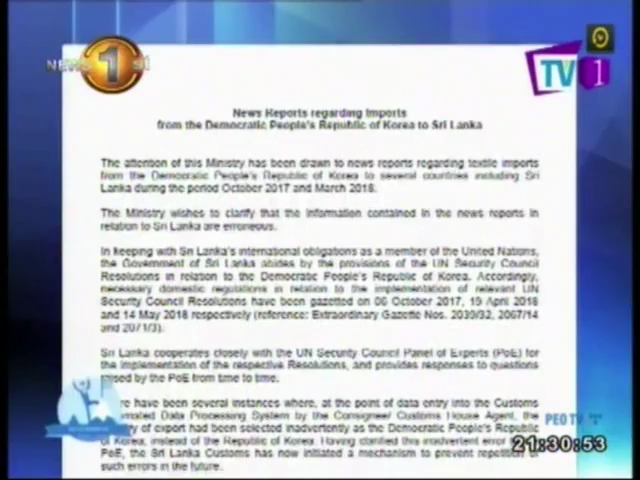 NEWS 1st
TV 1
News Reports regarding Imports
from the Democratic People's Republic of Korea to Sri Lanka
The attention of this Ministry has been drawn to news reports regarding textile imports
from the Democratic People's Republic of Korea to several countries including Sri
Lanka during the period October 2017 and March 2018.
The Ministry wishes to clarify that the information contained in the news reports in
relation to Sri Lanka are erroneous.
In keeping with Sri Lanka's international obligations as a member of the United Nations,
the Government of Sri Lanka abides by the provisions of the UN Security Council
Resolutions in relation to the Democratic People's Republic of Korea. Accordingly,
necessary domestic regulations in relation to the implementation of relevant UN
Security Council Resolutions have been gazetted on 06 October 2017, 19 April 2018
and 14 May 2018 respectively (reference: Extraordinary Gazette Nos. 2039/32, 2067/14
and 2071/3).
Sri Lanka cooperates closely with the UN Security Council Panel of Experts (PoE) for
the implementation of the respective Resolutions, and provides responses to questions
raised by the PoE from time to time.
re have been several instances where, at the point of data entry into the Customs
omated Data Processing System by the Consignee/ Customs House Agent, the
ry of export had been selected inadvertently as the Democratic People's Republic
of Korea, instead of the Republic of Korea. Having clarified this inadvertent error
PoE, the Sri Lanka Customs has now initiated a mechanism to prevent repetition of
such errors in the future.
PEO TV
21:30:53